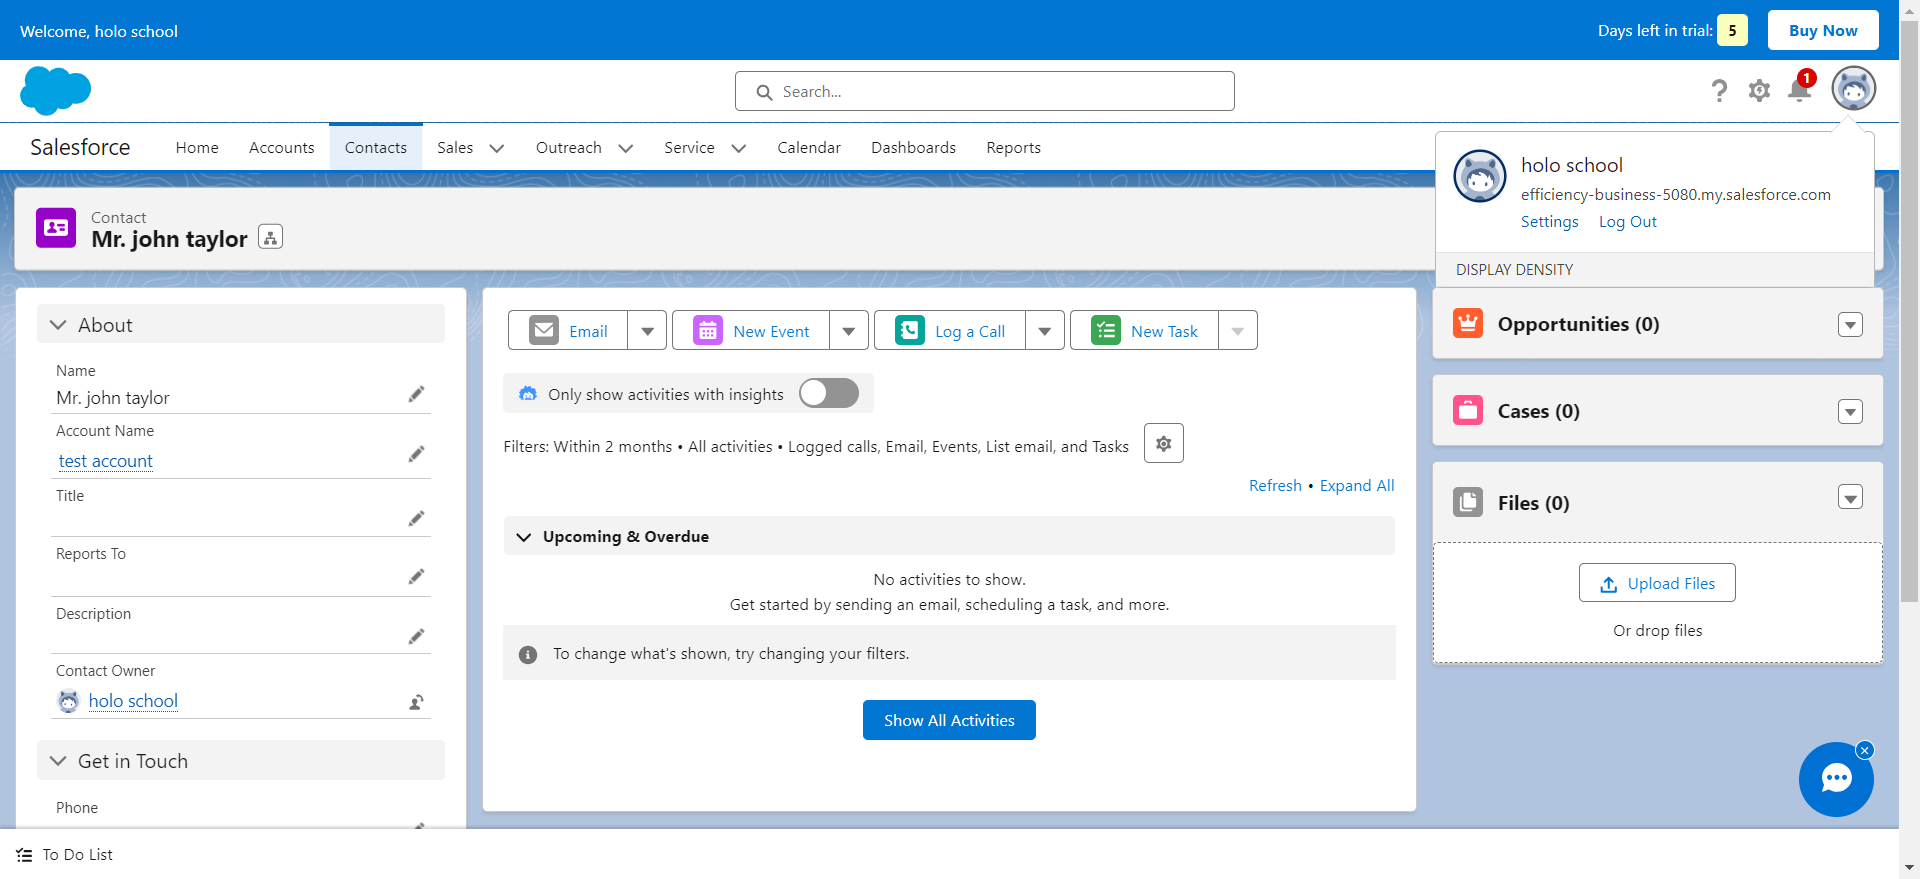 Welcome, holo school
Days left in trial: 5
Buy Now
Search...
1
Salesforce
Home
Accounts
Contacts
Sales
Outreach
Service
Calendar
Dashboards
Reports
holo school
efficiency-business-5080.my.salesforce.com
Settings
Log Out
DISPLAY DENSITY
Contact
Mr. john taylor
About
Name
Mr. john taylor
Account Name
test account
Title
Reports To
Description
Contact Owner
holo school
Get in Touch
Phone
Email
New Event
Log a Call
New Task
Only show activities with insights
Filters: Within 2 months • All activities • Logged calls, Email, Events, List email, and Tasks
Refresh • Expand All
Upcoming & Overdue
No activities to show.
Get started by sending an email, scheduling a task, and more.
To change what's shown, try changing your filters.
Show All Activities
Opportunities (0)
Cases (0)
Files (0)
Upload Files
Or drop files
To Do List